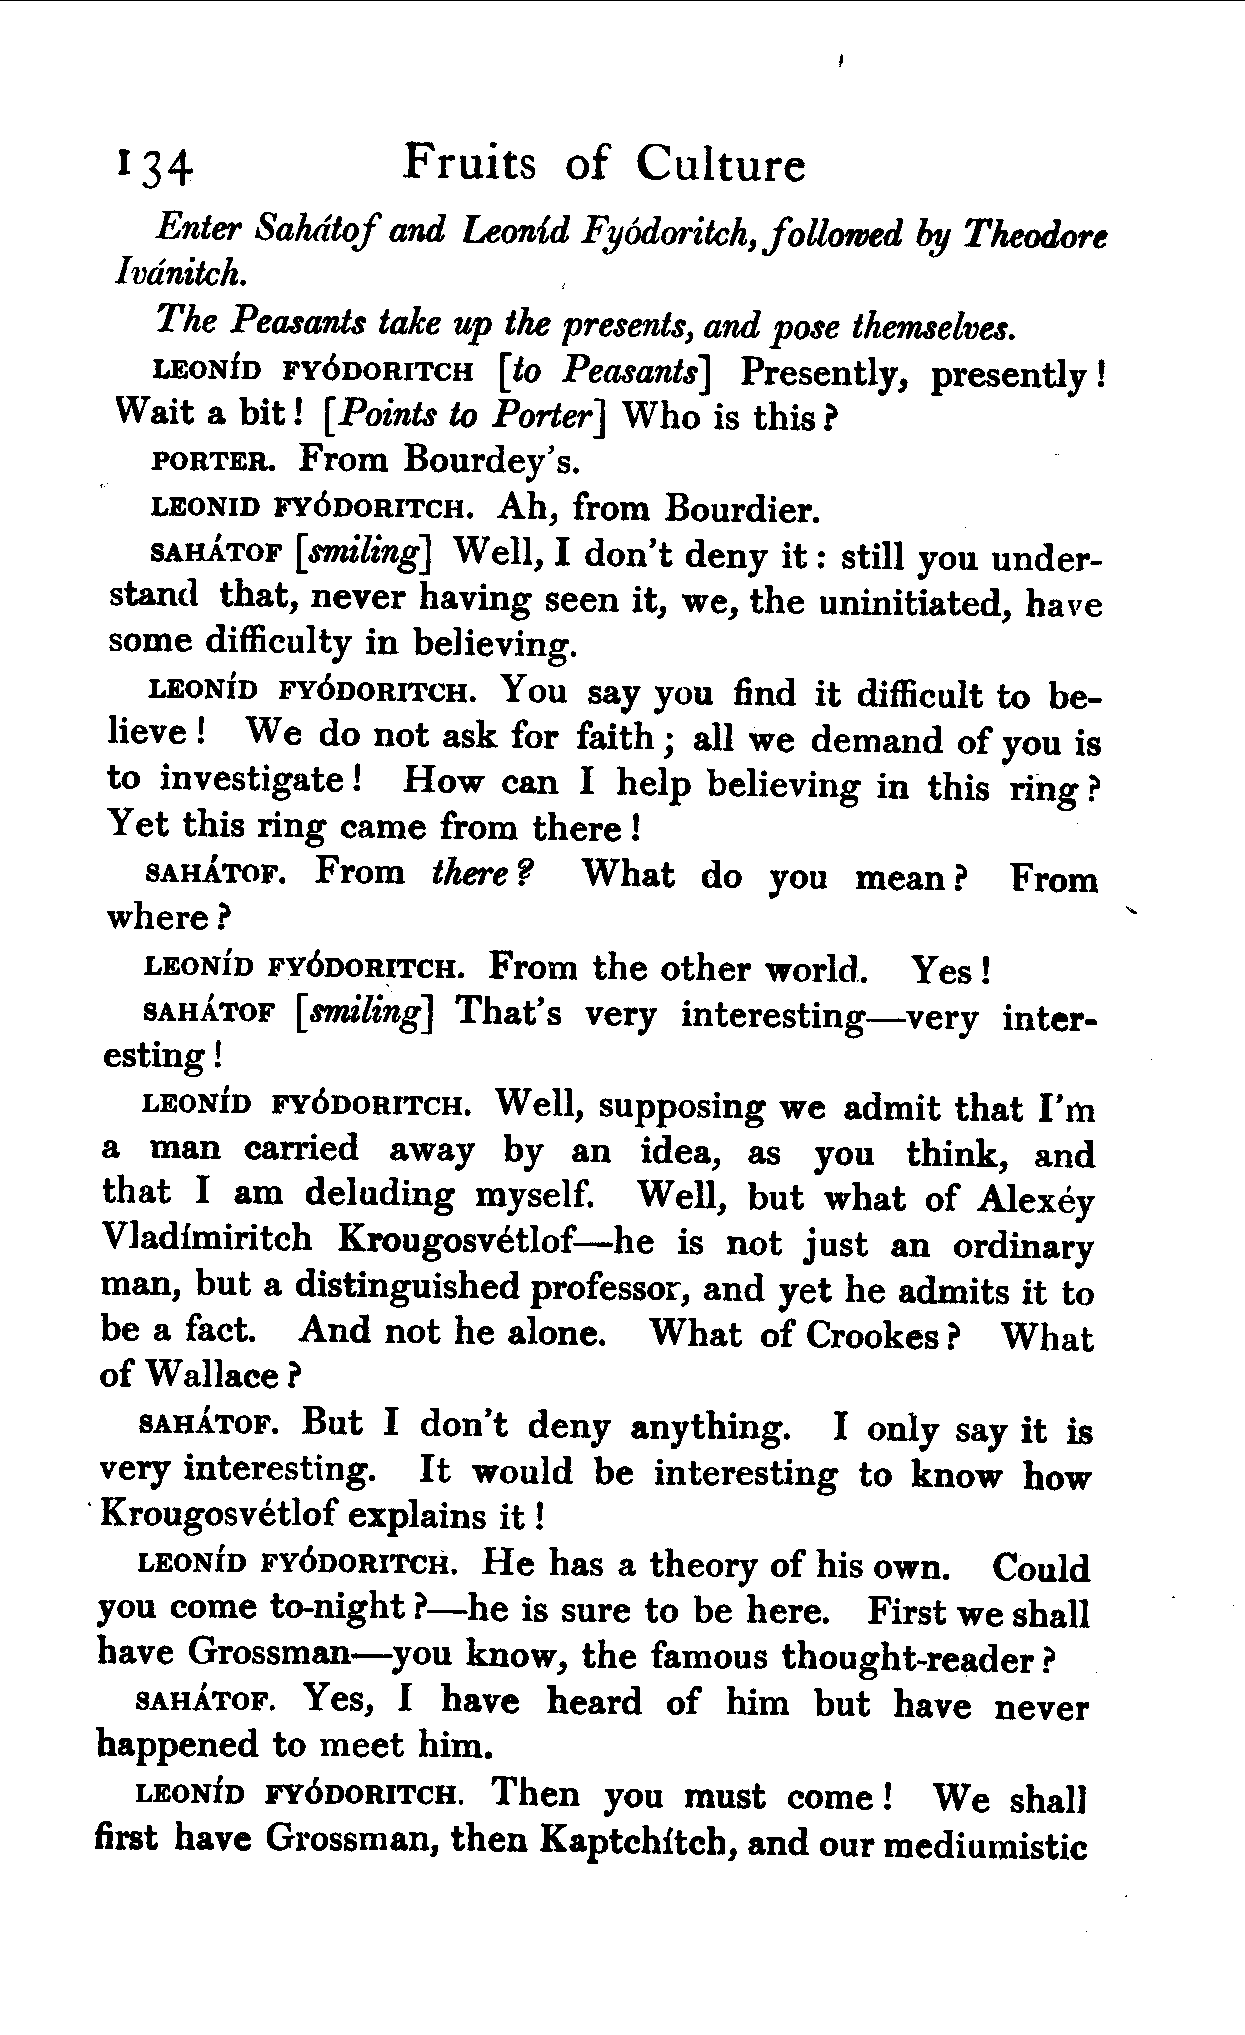 134 Fruits of Culture
Enter Sahátof and Leoníd Fyódoritch, followed by Theodore
Ivánitch.
The Peasants take up the presents, and pose themselves.
LEONÍD FYÓDORITCH [to Peasants] Presently, presently!
Wait a bit! [Points to Porter] Who is this?
PORTER. From Bourdey's.
LEONID FYÓDORITCH. Ah, from Bourdier.
SAHÁTOF [smiling] Well, I don't deny it: still you under-
stand that, never having seen it, we, the uninitiated, have
some difficulty in believing.
LEONÍD FYÓDORITCH. You say you find it difficult to be-
lieve! We do not ask for faith; all we demand of you is
to investigate! How can I help believing in this ring?
Yet this ring came from there!
SAHÁTOF. From there? What do you mean? From
where?
LEONÍD FYÓDORITCH. From the other world. Yes!
SAHÁTOF [smiling] That's very interesting—very inter-
esting!
LEONÍD FYÓDORITCH. Well, supposing we admit that I'm
a man carried away by an idea, as you think, and
that I am deluding myself. Well, but what of Alexéy
Vladímiritch Krougosvétlof—he is not just an ordinary
man, but a distinguished professor, and yet he admits it to
be a fact. And not he alone. What of Crookes? What
of Wallace?
SAHÁTOF. But I don't deny anything. I only say it is
very interesting. It would be interesting to know how
Krougosvétlof explains it!
LEONÍD FYÓDORITCH. He has a theory of his own. Could
you come to-night?—he is sure to be here. First we shall
have Grossman—you know, the famous thought-reader?
SAHÁTOF. Yes, I have heard of him but have never
happened to meet him.
LEONÍD FYÓDORITCH. Then you must come! We shall
first have Grossman, then Kaptchítch, and our mediumistic